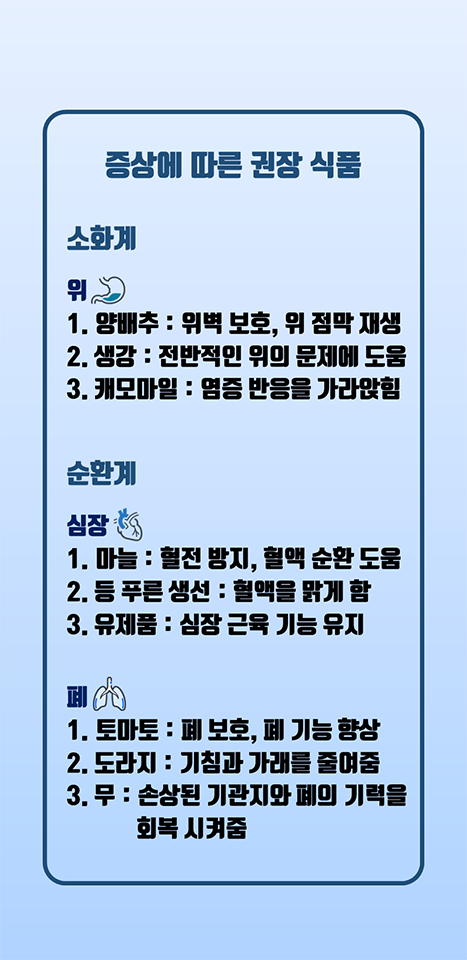 증상에 따른 권장 식품
소화계
위
1. 양배추 : 위벽 보호, 위 점막 재생
2. 생강 : 전반적인 위의 문제에 도움
3. 캐모마일 : 염증 반응을 가라앉힘
순환계
심장
1. 마늘 : 혈전 방지, 혈액 순환 도움
2. 등 푸른 생선 : 혈액을 맑게 함
3. 유제품 : 심장 근육 기능 유지
폐
1. 토마토 : 폐 보호, 폐 기능 향상
2. 도라지 : 기침과 가래를 줄여줌
3. 무 : 손상된 기관지와 폐의 기력을
회복 시켜줌